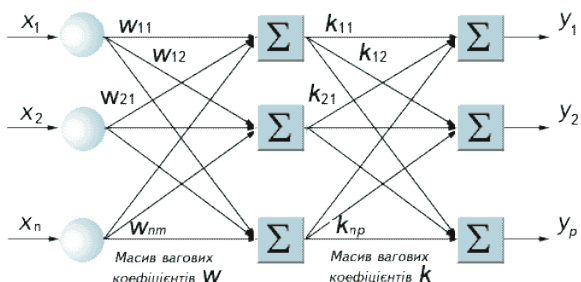 x1 w11 Σ k11 Σ y1
w12 k12
w21 k21
x2 Σ Σ y2
xn wnm Σ knp Σ yp
Масив вагових
коефіцієнтів w
Масив вагових
коефіцієнтів k